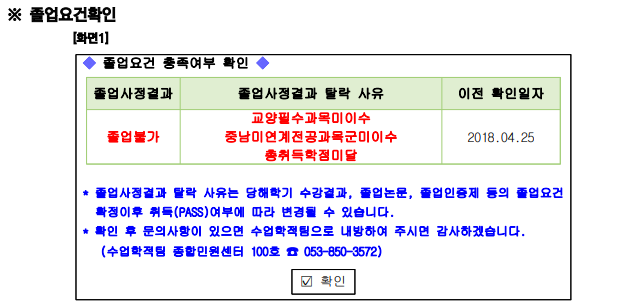 ※ 졸업요건확인
[화면1]
◆ 졸업요건 충족여부 확인 ◆
졸업사정결과 졸업사정결과 탈락 사유 이전 확인일자
교양필수과목미이수
졸업불가 중남미연계전공과목군미이수 2018.04.25
총취득학점미달
* 졸업사정결과 탈락 사유는 당해학기 수강결과, 졸업논문, 졸업인증제 등의 졸업요건
확정이후 취득(PASS)여부에 따라 변경될 수 있습니다.
* 확인 후 문의사항이 있으면 수업학적팀으로 내방하여 주시면 감사하겠습니다.
(수업학적팀 종합민원센터 100호 ☎ 053-850-3572)
☑ 확인